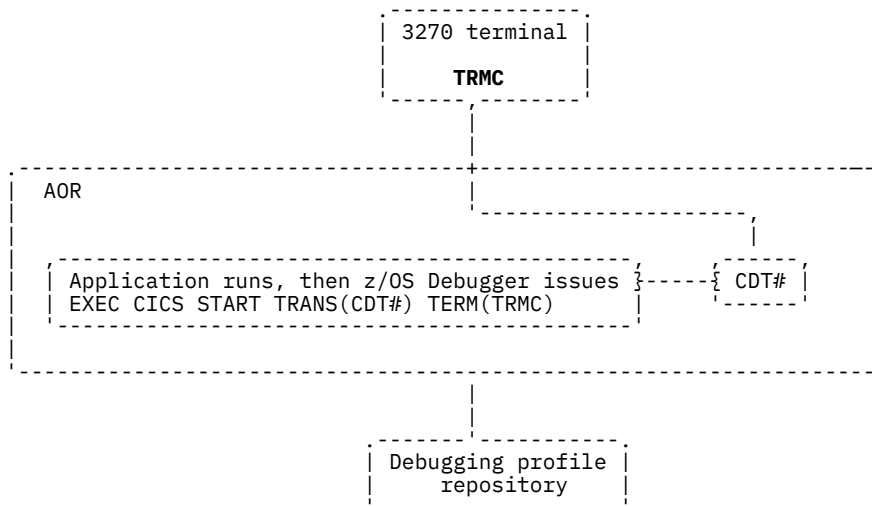 3270 terminal
TRMC
AOR
Application runs, then z/OS Debugger issues
EXEC CICS START TRANS(CDT#) TERM(TRMC)
CDT#
Debugging profile
repository